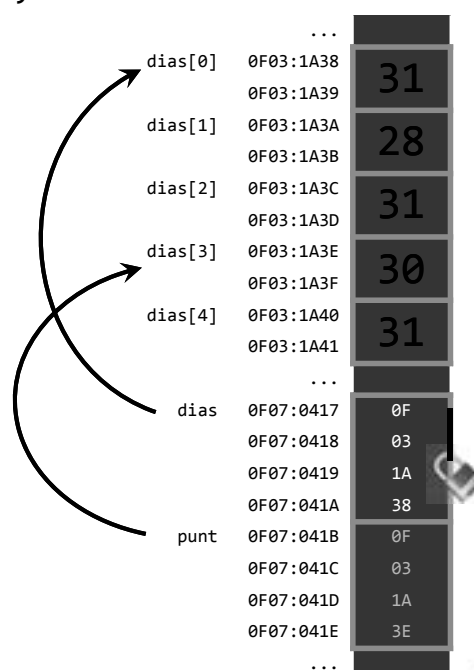 ...
dias[0] 0F03:1A38
31
0F03:1A39
dias[1] 0F03:1A3A
28
0F03:1A3B
dias[2] 0F03:1A3C
31
0F03:1A3D
dias[3] 0F03:1A3E
30
0F03:1A3F
dias[4] 0F03:1A40
31
0F03:1A41
...
dias 0F07:0417 0F
0F07:0418 03
0F07:0419 1A
0F07:041A 38
punt 0F07:041B 0F
0F07:041C 03
0F07:041D 1A
0F07:041E 3E
...